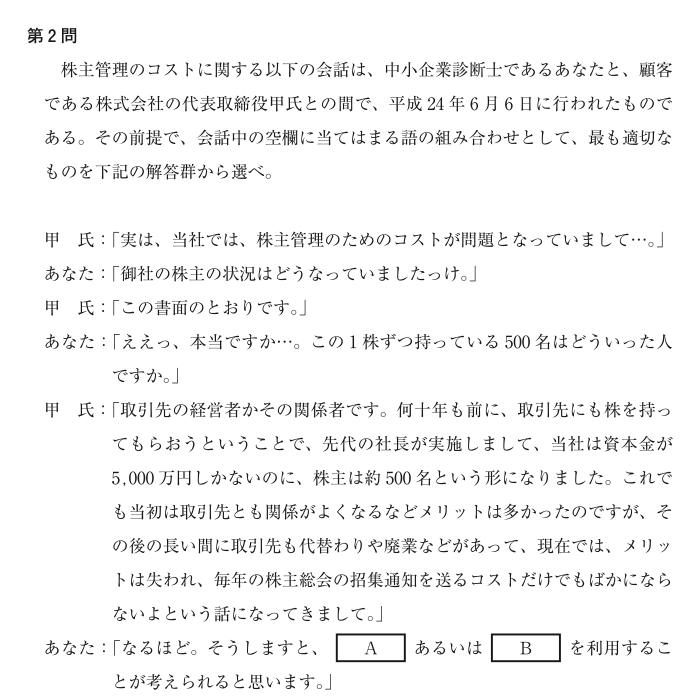 第2問
株主管理のコストに関する以下の会話は、中小企業診断士であるあなたと、顧客
である株式会社の代表取締役甲氏との間で、平成 24 年 6 月 6 日に行われたもので
ある。その前提で、会話中の空欄に当てはまる語の組み合わせとして、最も適切な
ものを下記の解答群から選べ。
甲 氏：「実は、当社では、株主管理のためのコストが問題となっていまして…。」
あなた：「御社の株主の状況はどうなっていましたっけ。」
甲 氏：「この書面のとおりです。」
あなた：「ええっ、本当ですか…。この 1 株ずつ持っている 500 名はどういった人
ですか。」
甲 氏：「取引先の経営者かその関係者です。何十年も前に、取引先にも株を持っ
てもらおうということで、先代の社長が実施しまして、当社は資本金が
5,000 万円しかないのに、株主は約 500 名という形になりました。これで
も当初は取引先とも関係がよくなるなどメリットは多かったのですが、そ
の後の長い間に取引先も代替わりや廃業などがあって、現在では、メリッ
トは失われ、毎年の株主総会の招集通知を送るコストだけでもばかになら
ないよという話になってきまして。」
あなた：「なるほど。そうしますと、 A あるいは B を利用するこ
とが考えられると思います。」